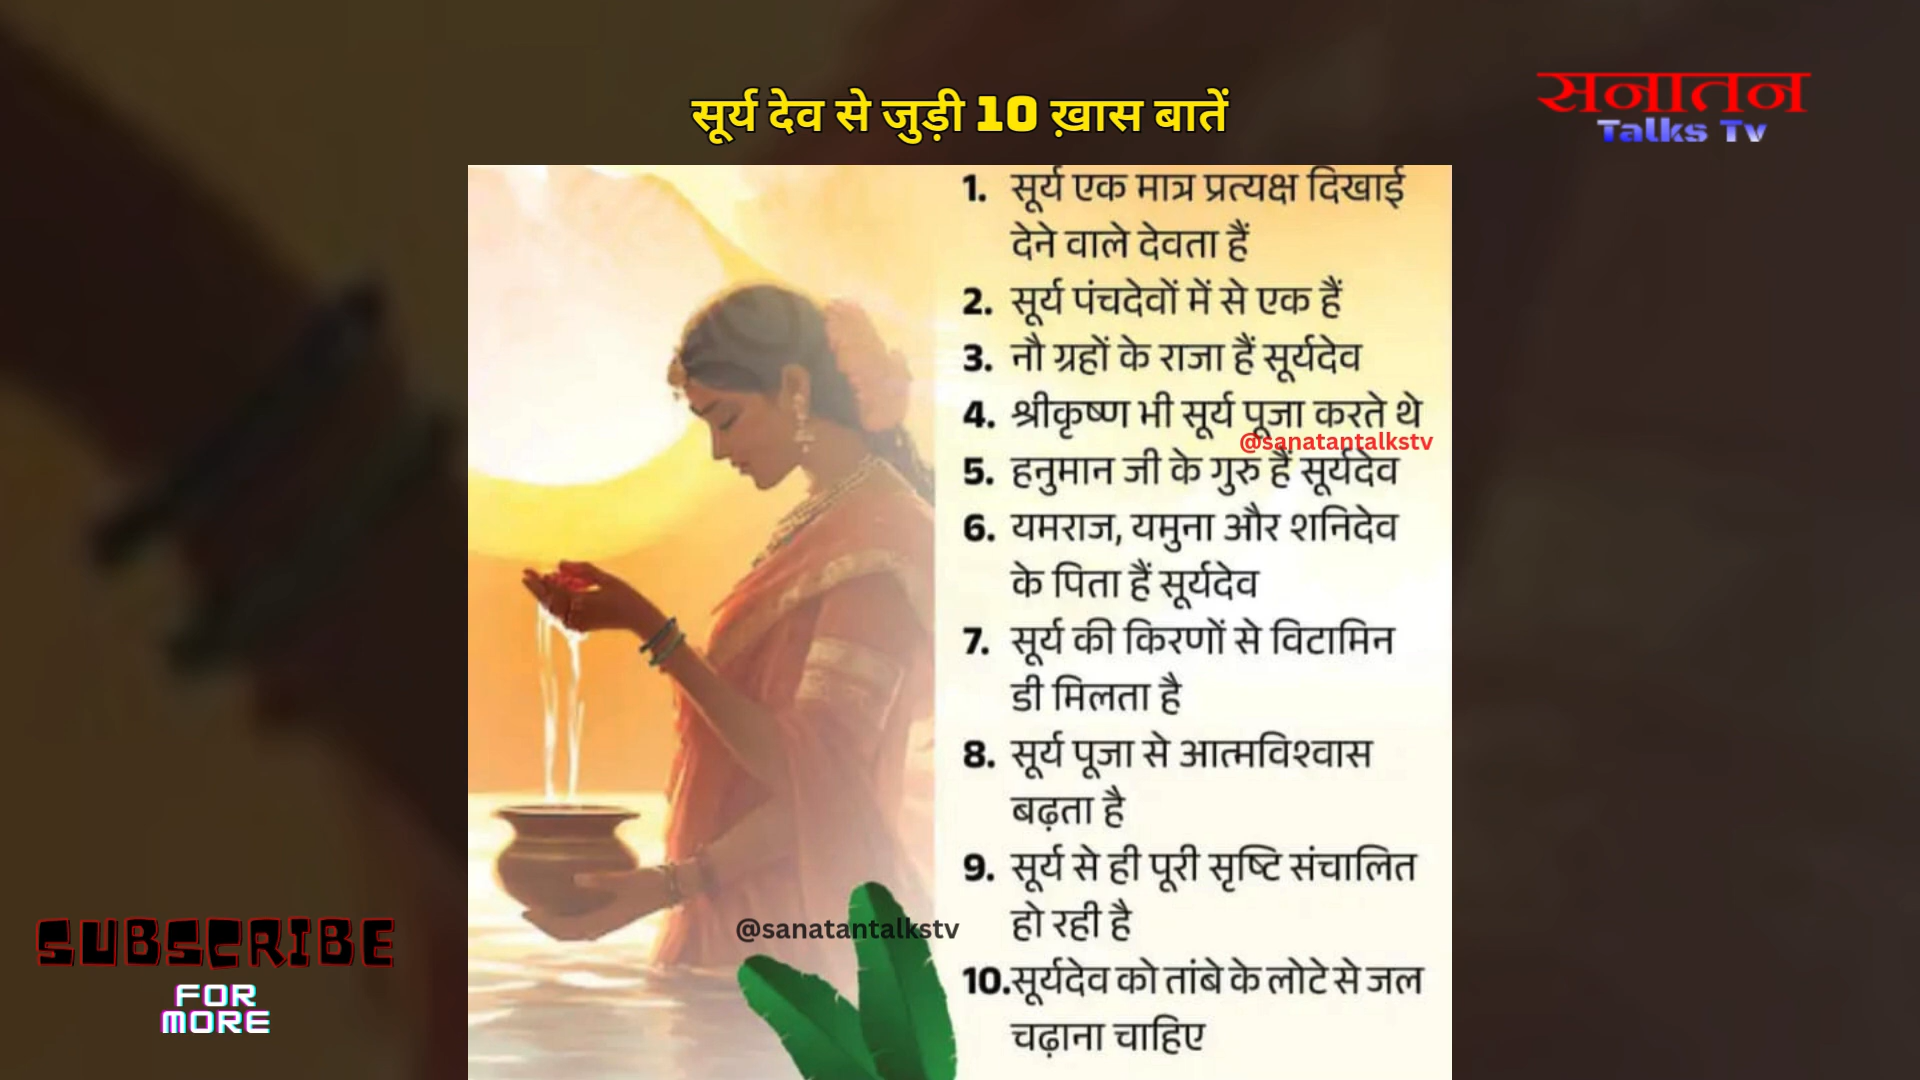 सूर्य देव से जुड़ी 10 ख़ास बातें
सनातन
Talks Tv
1. सूर्य एक मात्र प्रत्यक्ष दिखाई
देने वाले देवता हैं
2. सूर्य पंचदेवों में से एक हैं
3. नौ ग्रहों के राजा हैं सूर्यदेव
4. श्रीकृष्ण भी सूर्य पूजा करते थे
@sanatantalkstv
5. हनुमान जी के गुरु हैं सूर्यदेव
6. यमराज, यमुना और शनिदेव
के पिता हैं सूर्यदेव
7. सूर्य की किरणों से विटामिन
डी मिलता है
8. सूर्य पूजा से आत्मविश्वास
बढ़ता है
9. सूर्य से ही पूरी सृष्टि संचालित
हो रही है
10. सूर्यदेव को तांबे के लोटे से जल
चढ़ाना चाहिए
@sanatantalkstv
SUBSCRIBE
FOR
MORE